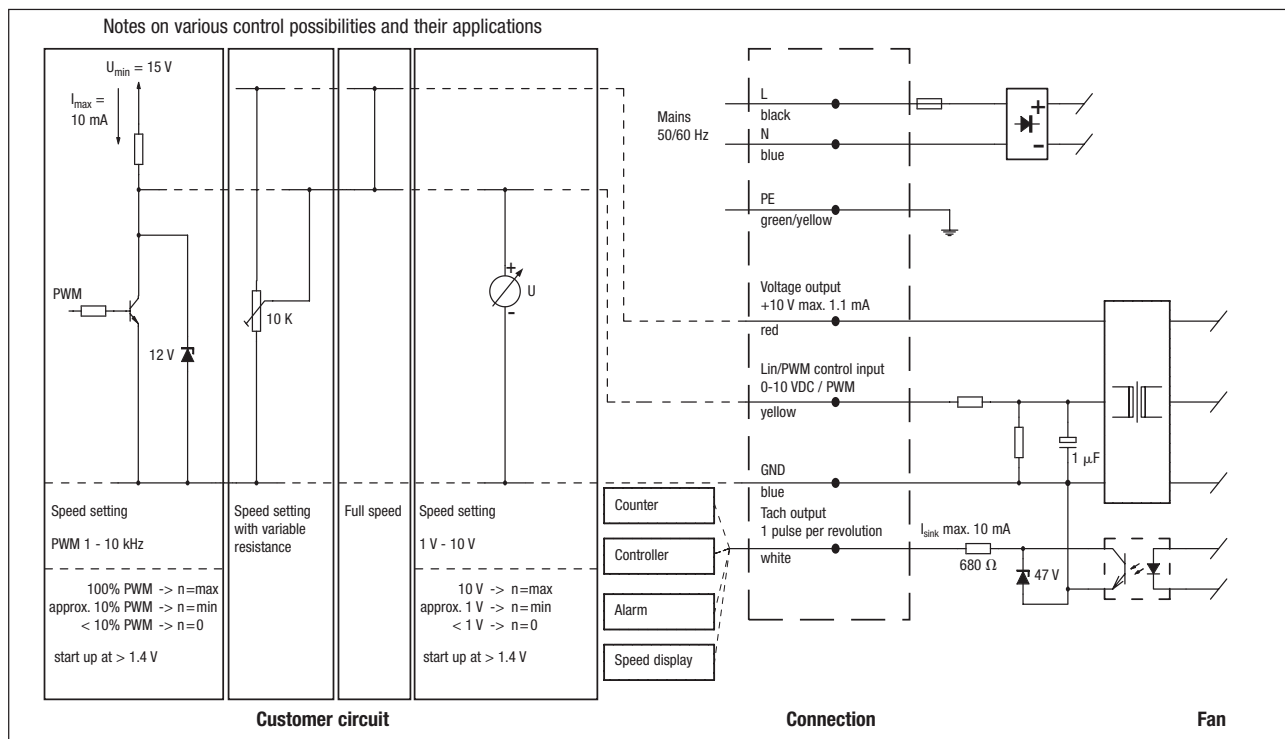 Notes on various control possibilities and their applications
Umin = 15 V
Imax =
10 mA
PWM
12 V
Speed setting
PWM 1 - 10 kHz
100% PWM -> n=max
approx. 10% PWM -> n=min
< 10% PWM -> n=0
start up at > 1.4 V
10 K
Speed setting
with variable
resistance
Full speed
+
U
-
Speed setting
1 V - 10 V
10 V -> n=max
approx. 1 V -> n=min
< 1 V -> n=0
start up at > 1.4 V
Counter
Controller
Alarm
Speed display
Mains
50/60 Hz
L
black
N
blue
PE
green/yellow
Voltage output
+10 V max. 1.1 mA
red
Lin/PWM control input
0-10 VDC / PWM
yellow
GND
blue
Tach output
1 pulse per revolution
white
+
-
1 µF
Isink max. 10 mA
680 Ω
47 V
Customer circuit
Connection
Fan